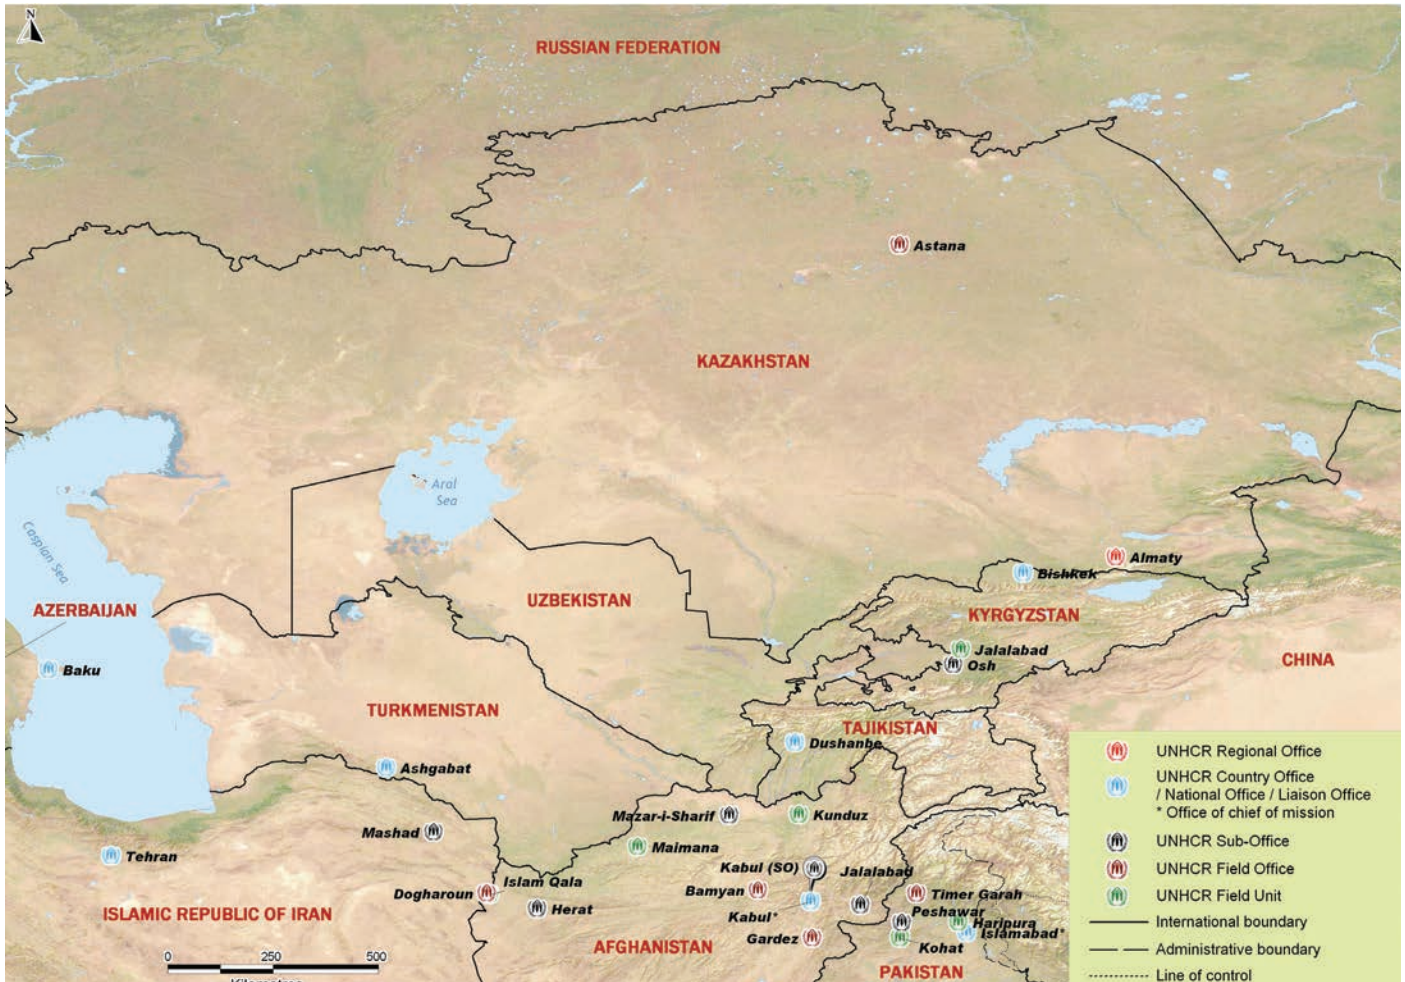 N
RUSSIAN FEDERATION
Astana
KAZAKHSTAN
Aral
Sea
Caspian Sea
Almaty
Bishkek
UZBEKISTAN
AZERBAIJAN
KYRGYZSTAN
Jalalabad
CHINA
Osh
Baku
TURKMENISTAN
TAJIKISTAN
Dushanbe
Ashgabat
Mazar-i-Sharif
Kunduz
Mashad
Maimana
Tehran
Kabul (SO)
Jalalabad
Islam Qala
Dogharoun
Bamyan
Timer Garah
Herat
Peshawar
ISLAMIC REPUBLIC OF IRAN
Kabul*
Haripura
Islamabad*
Gardez
AFGHANISTAN
Kohat
PAKISTAN
0 250 500
Kilometres
UNHCR Regional Office
UNHCR Country Office
/ National Office / Liaison Office
* Office of chief of mission
UNHCR Sub-Office
UNHCR Field Office
UNHCR Field Unit
International boundary
Administrative boundary
Line of control